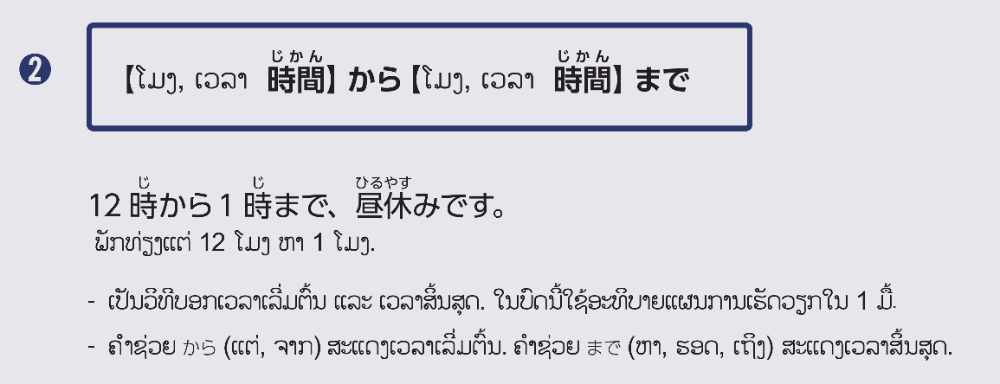 2
じかん じかん
【ໂມງ, ເວລາ 時間】から【ໂມງ, ເວລາ 時間】まで
じ じ ひるやす
12 時から 1 時まで、昼休みです。
ພັກທ່ຽງແຕ່ 12 ໂມງ ຫາ 1 ໂມງ.
- ເປັນວິທີບອກເວລາເລີ່ມຕົ້ນ ແລະ ເວລາສິ້ນສຸດ. ໃນບົດນີ້ໃຊ້ອະທິບາຍແຜນການເຮັດວຽກໃນ 1 ມື້.
- ຄຳຊ່ວຍ から (ແຕ່, ຈາກ) ສະແດງເວລາເລີ່ມຕົ້ນ. ຄຳຊ່ວຍ まで (ຫາ, ຮອດ, ເຖິງ) ສະແດງເວລາສິ້ນສຸດ.